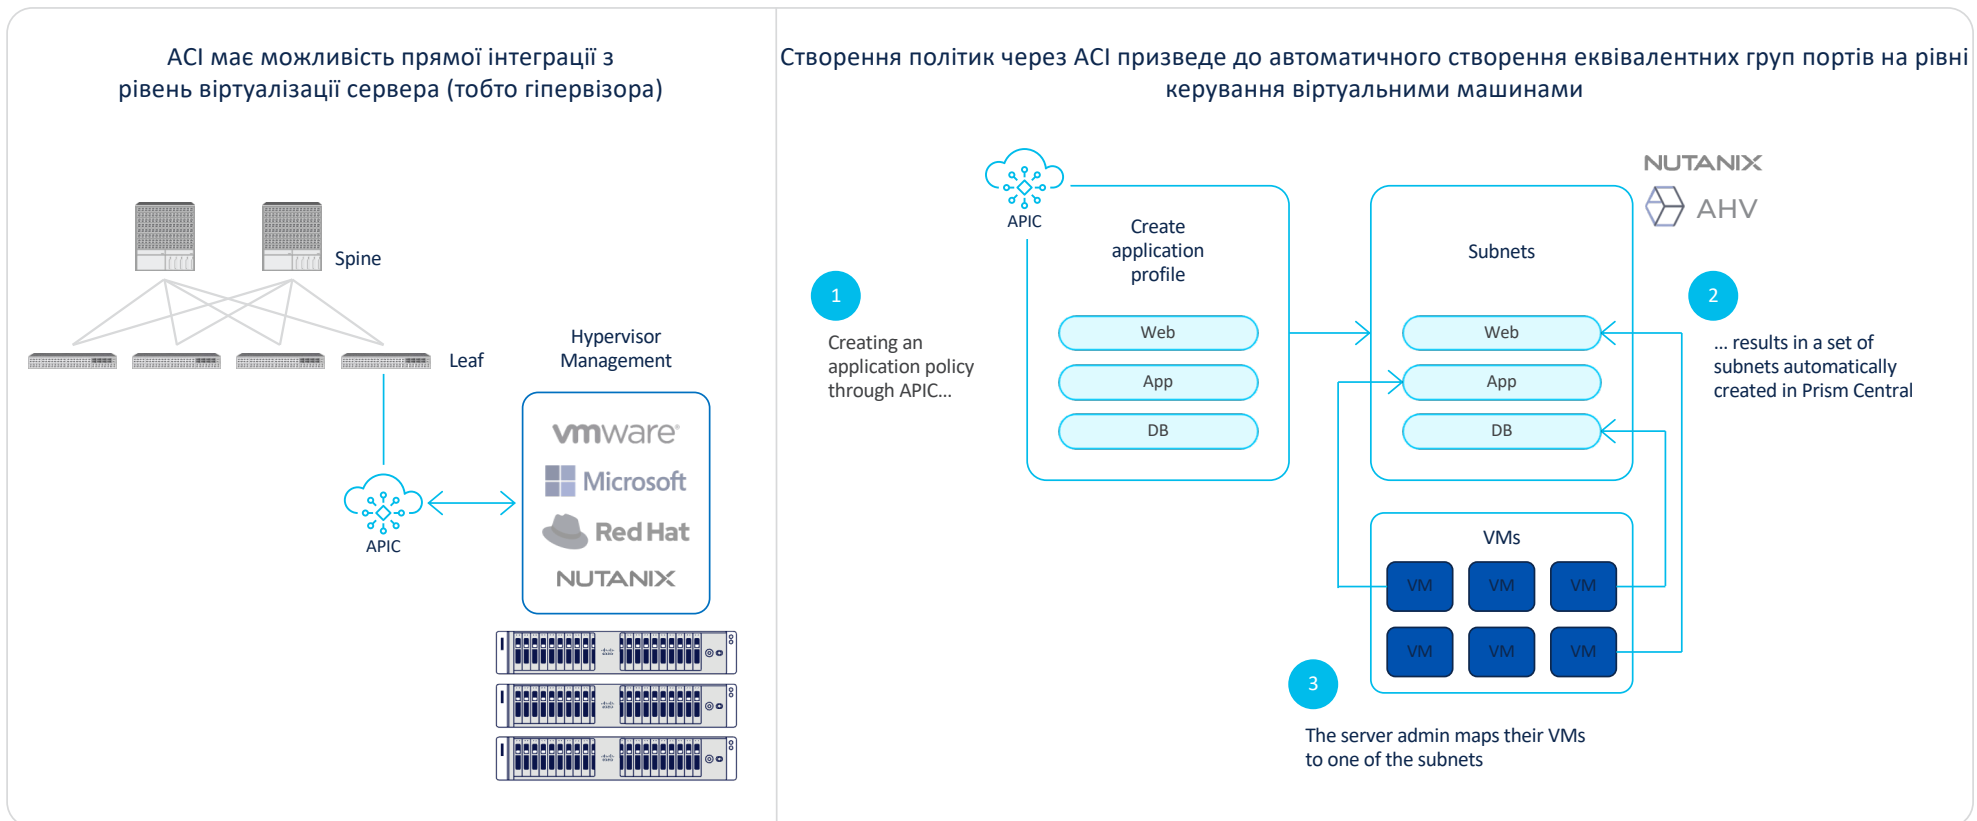 ACI має можливість прямої інтеграції з
рівень віртуалізації сервера (тобто гіпервізора)
Spine
Leaf
Hypervisor
Management
vmware®
Microsoft
Red Hat
NUTANIX
APIC
Створення політик через ACI призведе до автоматичного створення еквівалентних груп портів на рівні
керування віртуальними машинами
APIC
Create
application
profile
Web
App
DB
1
Creating an
application policy
through APIC...
Subnets
Web
App
DB
NUTANIX
AHV
2
... results in a set of
subnets automatically
created in Prism Central
VMs
VM VM VM
VM VM VM
3
The server admin maps their VMs
to one of the subnets